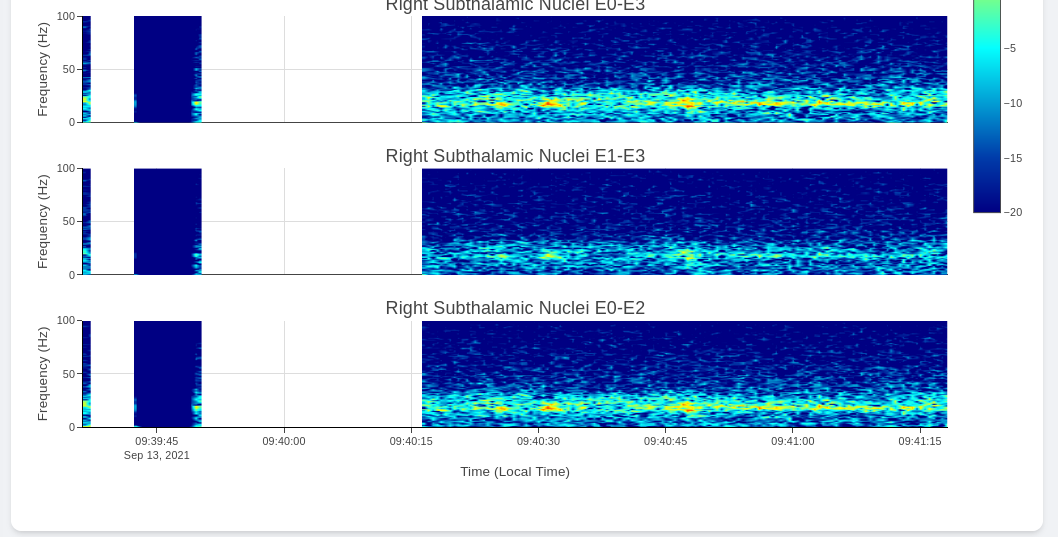 Right Subthalamic Nuclei E0-E3
100
50
0
Frequency (Hz)
−5
−10
−15
−20
Right Subthalamic Nuclei E1-E3
100
50
0
Frequency (Hz)
Right Subthalamic Nuclei E0-E2
100
50
0
Frequency (Hz)
09:39:45 09:40:00 09:40:15 09:40:30 09:40:45 09:41:00 09:41:15
Sep 13, 2021
Time (Local Time)